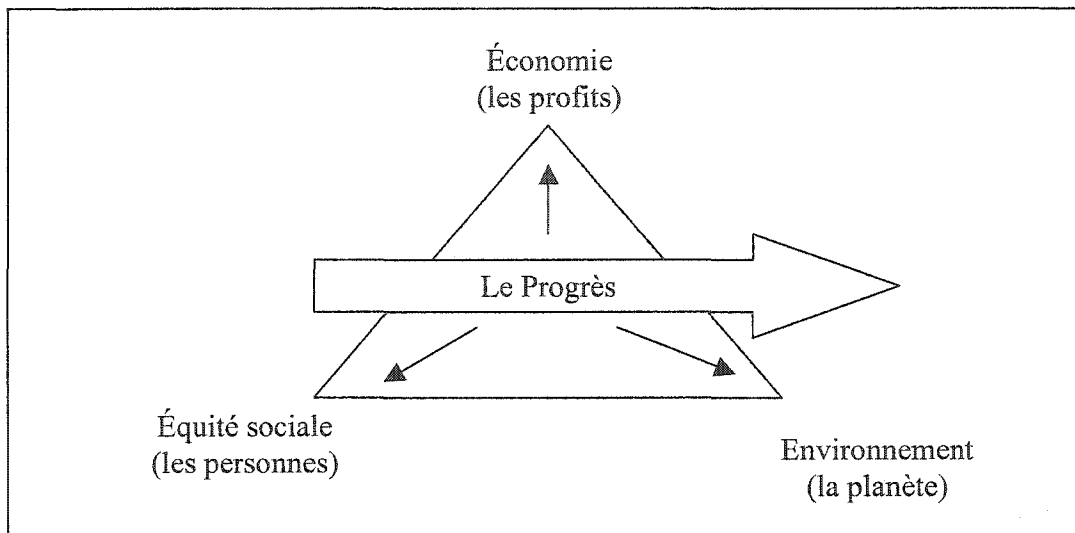 Économie
(les profits)
Le Progrès
Équité sociale
(les personnes)
Environnement
(la planète)